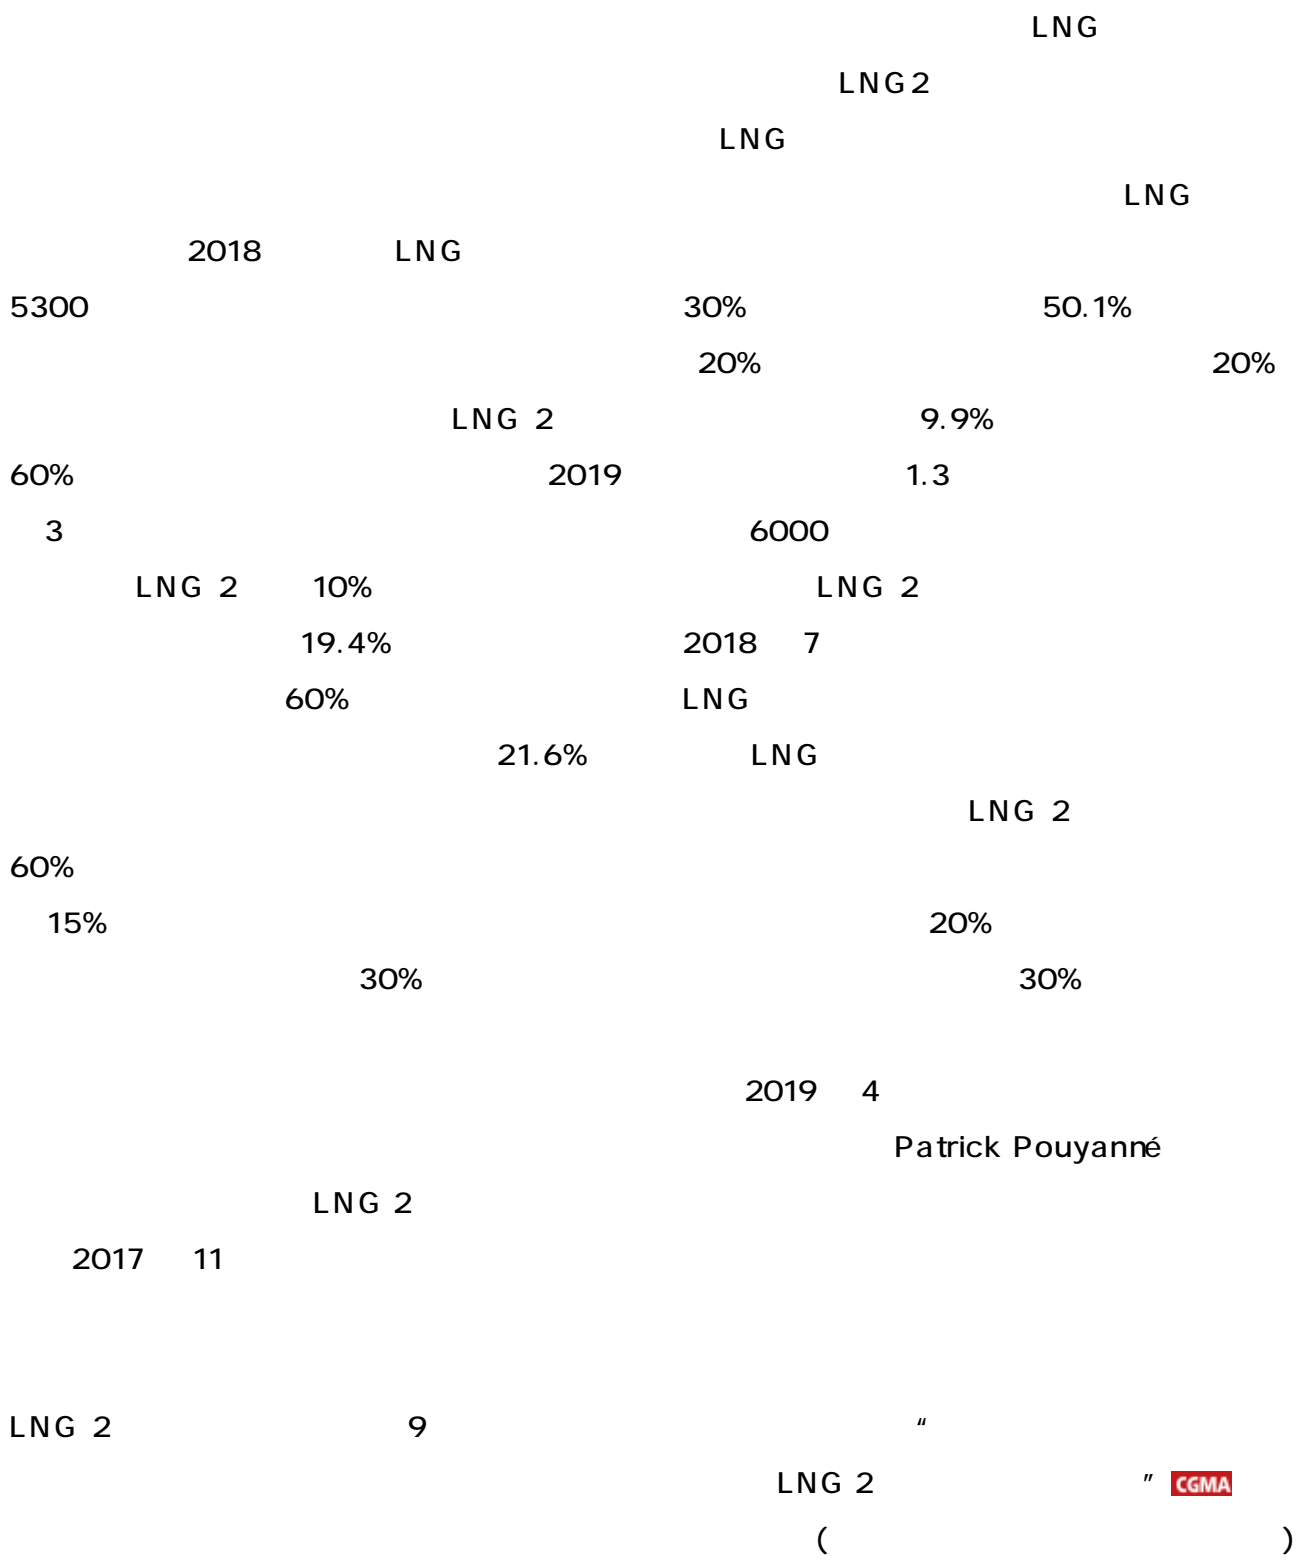 LNG
LNG2
LNG
LNG
2018 LNG
5300 30% 50.1%
20% 20%
LNG 2 9.9%
60% 2019 1.3
3 6000
LNG 2 10% LNG 2
19.4% 2018 7
60% LNG
21.6% LNG
LNG 2
60%
15% 20%
30% 30%
2019 4
Patrick Pouyanné
LNG 2
2017 11
LNG 2 9 “
LNG 2 ” CGMA
( )